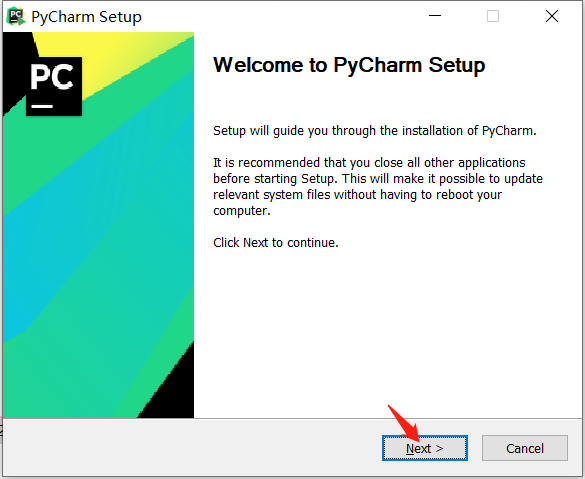 PyCharm Setup
PC
Welcome to PyCharm Setup
Setup will guide you through the installation of PyCharm.
It is recommended that you close all other applications
before starting Setup. This will make it possible to update
relevant system files without having to reboot your
computer.
Click Next to continue.
Next >
Cancel